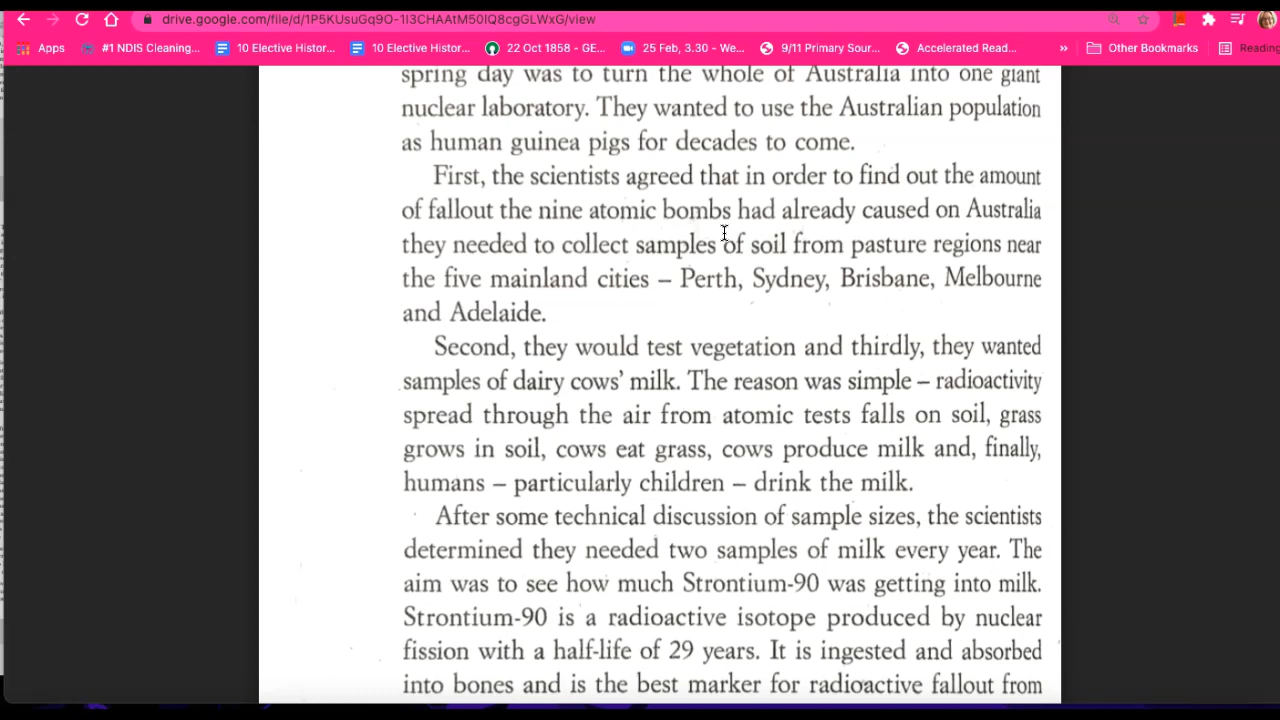 drive.google.com/file/d/1P5KUsuGq9O-1I3CHAAtM50lQ8cgGLWxG/view
Apps #1 NDIS Cleaning... 10 Elective Histor... 10 Elective Histor... 22 Oct 1858 – GE... 25 Feb, 3.30 - We... 9/11 Primary Sour... Accelerated Read... » Other Bookmarks Reading
spring day was to turn the whole of Australia into one giant
nuclear laboratory. They wanted to use the Australian population
as human guinea pigs for decades to come.
First, the scientists agreed that in order to find out the amount
of fallout the nine atomic bombs had already caused on Australia
they needed to collect samples of soil from pasture regions near
the five mainland cities – Perth, Sydney, Brisbane, Melbourne
and Adelaide.
Second, they would test vegetation and thirdly, they wanted
samples of dairy cows' milk. The reason was simple – radioactivity
spread through the air from atomic tests falls on soil, grass
grows in soil, cows eat grass, cows produce milk and, finally,
humans – particularly children – drink the milk.
After some technical discussion of sample sizes, the scientists
determined they needed two samples of milk every year. The
aim was to see how much Strontium-90 was getting into milk.
Strontium-90 is a radioactive isotope produced by nuclear
fission with a half-life of 29 years. It is ingested and absorbed
into bones and is the best marker for radioactive fallout from